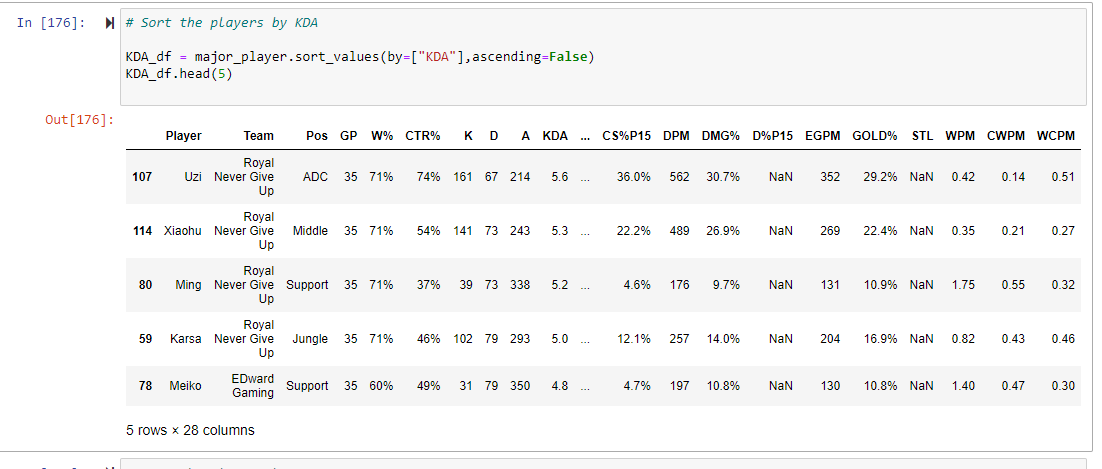 In [176]:
# Sort the players by KDA
KDA_df = major_player.sort_values(by=["KDA"],ascending=False)
KDA_df.head(5)
Out[176]:
Player Team Pos GP W% CTR% K D A KDA ... CS%P15 DPM DMG% D%P15 EGPM GOLD% STL WPM CWPM WCPM
107 Uzi Royal Never Give Up ADC 35 71% 74% 161 67 214 5.6 ... 36.0% 562 30.7% NaN 352 29.2% NaN 0.42 0.14 0.51
114 Xiaohu Royal Never Give Up Middle 35 71% 54% 141 73 243 5.3 ... 22.2% 489 26.9% NaN 269 22.4% NaN 0.35 0.21 0.27
80 Ming Royal Never Give Up Support 35 71% 37% 39 73 338 5.2 ... 4.6% 176 9.7% NaN 131 10.9% NaN 1.75 0.55 0.32
59 Karsa Royal Never Give Up Jungle 35 71% 46% 102 79 293 5.0 ... 12.1% 257 14.0% NaN 204 16.9% NaN 0.82 0.43 0.46
78 Meiko EDward Gaming Support 35 60% 49% 31 79 350 4.8 ... 4.7% 197 10.8% NaN 130 10.8% NaN 1.40 0.47 0.30
5 rows × 28 columns